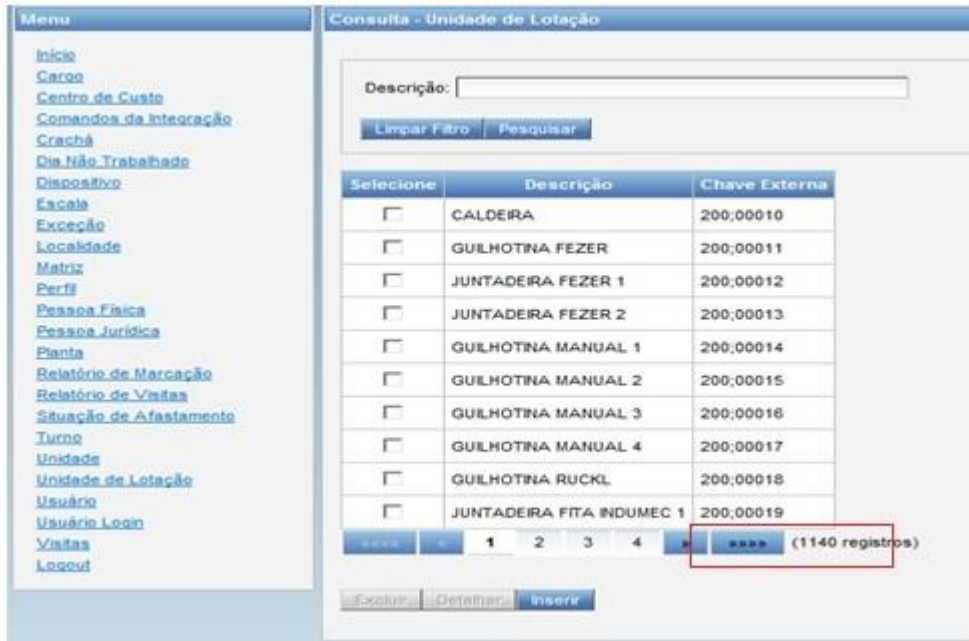 Menu
Início
Cargo
Centro de Custo
Comandos da Integração
Crachá
Dia Não Trabalhado
Dispositivo
Escala
Exceção
Localidade
Matriz
Perfil
Pessoa Física
Pessoa Jurídica
Planta
Relatório de Marcação
Relatório de Visitas
Situação de Afastamento
Turno
Unidade
Unidade de Lotação
Usuário
Usuário Login
Visitas
Logout
Consulta - Unidade de Lotação
Descrição:
Limpar Filtro Pesquisar
Selecione Descrição Chave Externa
CALDEIRA 200;00010
GUILHOTINA FEZER 200;00011
JUNTADEIRA FEZER 1 200;00012
JUNTADEIRA FEZER 2 200;00013
GUILHOTINA MANUAL 1 200;00014
GUILHOTINA MANUAL 2 200;00015
GUILHOTINA MANUAL 3 200;00016
GUILHOTINA MANUAL 4 200;00017
GUILHOTINA RUCKL 200;00018
JUNTADEIRA FITA INDUMEC 1 200;00019
«««« « 1 2 3 4 » »»»» (1140 registros)
Excluir Detalhar Inserir